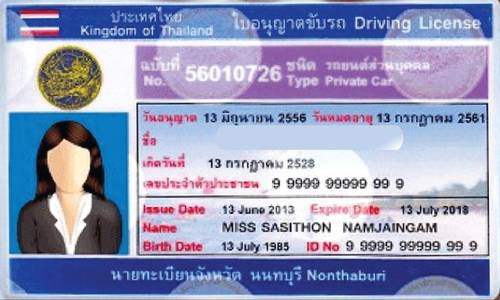 ประเทศไทย ใบอนุญาตขับรถ Driving License
Kingdom of Thailand
ฉบับที่ 56010726 ชนิด รถยนต์ส่วนบุคคล
No. Type Private Car
วันอนุญาต 13 มิถุนายน 2556 วันหมดอายุ 13 กรกฎาคม 2561
ชื่อ
เกิดวันที่ 13 กรกฎาคม 2528
เลขประจำตัวประชาชน 9 9999 99999 99 9
Issue Date 13 June 2013 Expire Date 13 July 2018
Name MISS SASITHON NAMJAINGAM
Birth Date 13 July 1985 ID No 9 9999 99999 99 9
นายทะเบียนจังหวัด นนทบุรี Nonthaburi